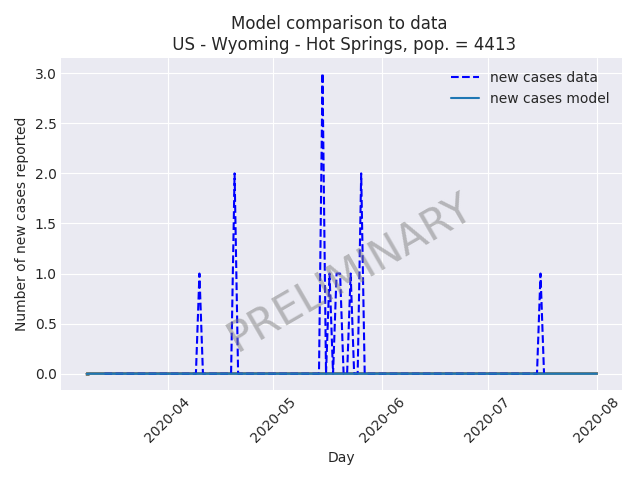 Model comparison to data
US - Wyoming - Hot Springs, pop. = 4413
new cases data
new cases model
Number of new cases reported
3.0
2.5
2.0
1.5
1.0
0.5
0.0
PRELIMINARY
2020-04
2020-05
2020-06
2020-07
2020-08
Day